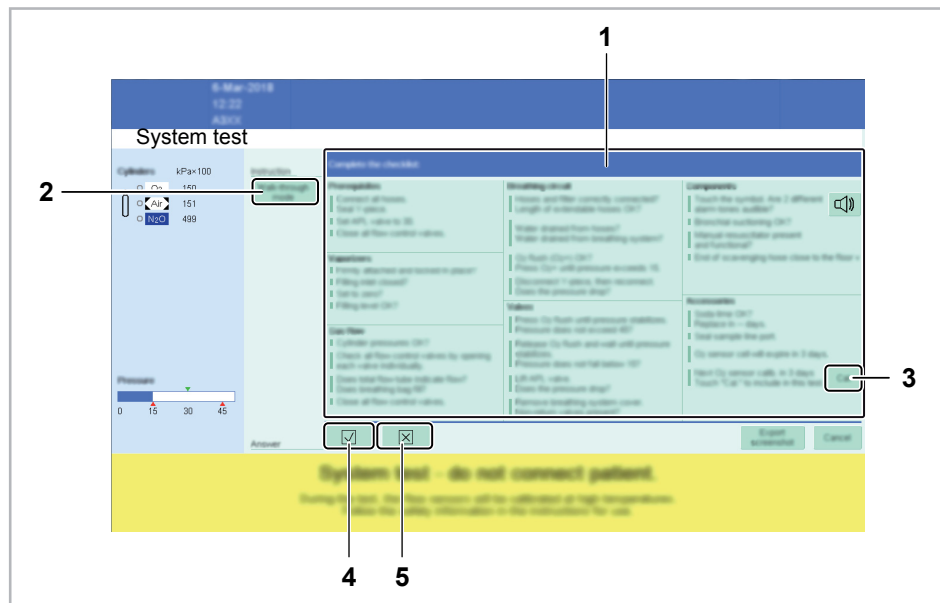 1
6-Mar-2018
12:22
System test
Cylinders kPa×100
O₂ 150
Air 151
N₂O 499
2
Instruction...
Walk-through
mode
Complete the checklist.
Prerequisites
Connect all hoses.
Seal Y-piece.
Set APL valve to 30.
Close all flow control valves.
Vaporizers
Firmly attached and locked in place?
Filling inlet closed?
Set to zero?
Filling level OK?
Gas flow
Cylinder pressures OK?
Check all flow control valves by opening
each valve individually.
Does total flow tube indicate flow?
Does breathing bag fill?
Close all flow control valves.
Breathing circuit
Hoses and filter correctly connected?
Length of extendable hoses OK?
Water drained from hoses?
Water drained from breathing system?
O₂ flush (O₂+) OK?
Press O₂+ until pressure exceeds 15.
Disconnect Y-piece, then reconnect.
Does the pressure drop?
Valves
Press O₂ flush until pressure stabilizes.
Pressure does not exceed 40?
Release O₂ flush and wait until pressure
stabilizes.
Pressure does not fall below 10?
Lift APL valve.
Does the pressure drop?
Remove breathing system cover.
Components
Touch the symbol. Are 2 different
alarm tones audible?
Bronchial suctioning OK?
Manual resuscitator present
and functional?
End of scavenging hose close to the floor
Accessories
Soda lime OK?
Replace in -- days.
Seal sample line port.
O₂ sensor cell will expire in 3 days.
Next O₂ sensor calib. in 3 days
Touch "Cal." to include in this test.
3
Pressure
0 15 30 45
Answer
Export
screenshot
Cancel
System test - do not connect patient.
During the test, the flow sensors will be calibrated at high temperatures.
Follow the safety information in the instructions for use.
4 5